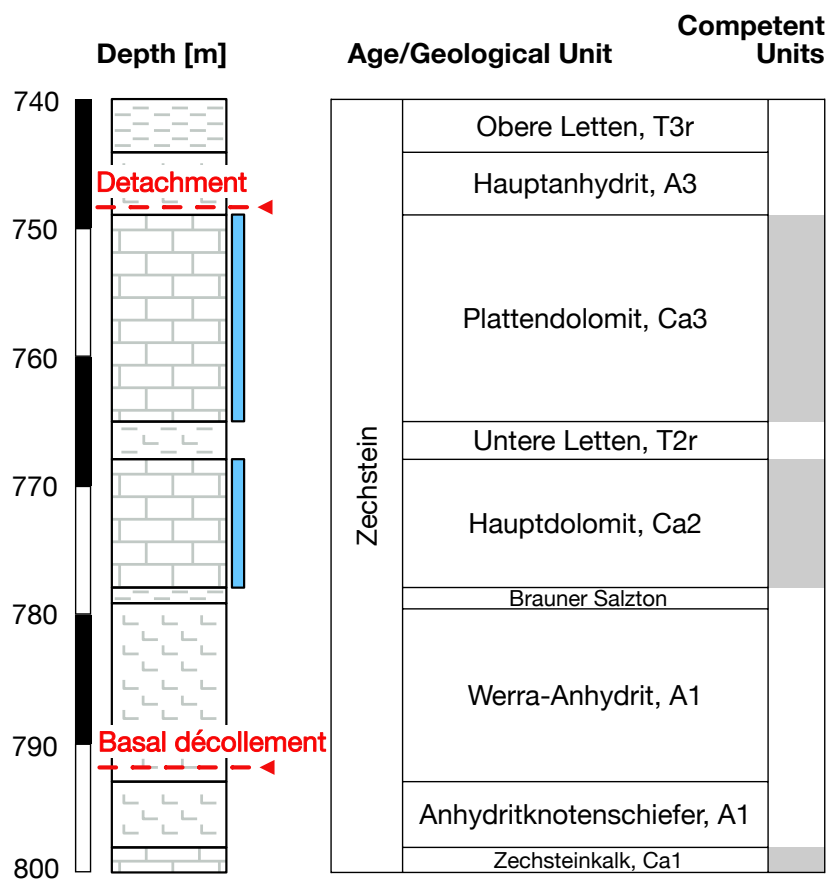 Depth [m]
Age/Geological Unit
Competent
Units
740
750
760
770
780
790
800
Detachment
Basal décollement
Zechstein
Obere Letten, T3r
Hauptanhydrit, A3
Plattendolomit, Ca3
Untere Letten, T2r
Hauptdolomit, Ca2
Brauner Salzton
Werra-Anhydrit, A1
Anhydritknotenschiefer, A1
Zechsteinkalk, Ca1